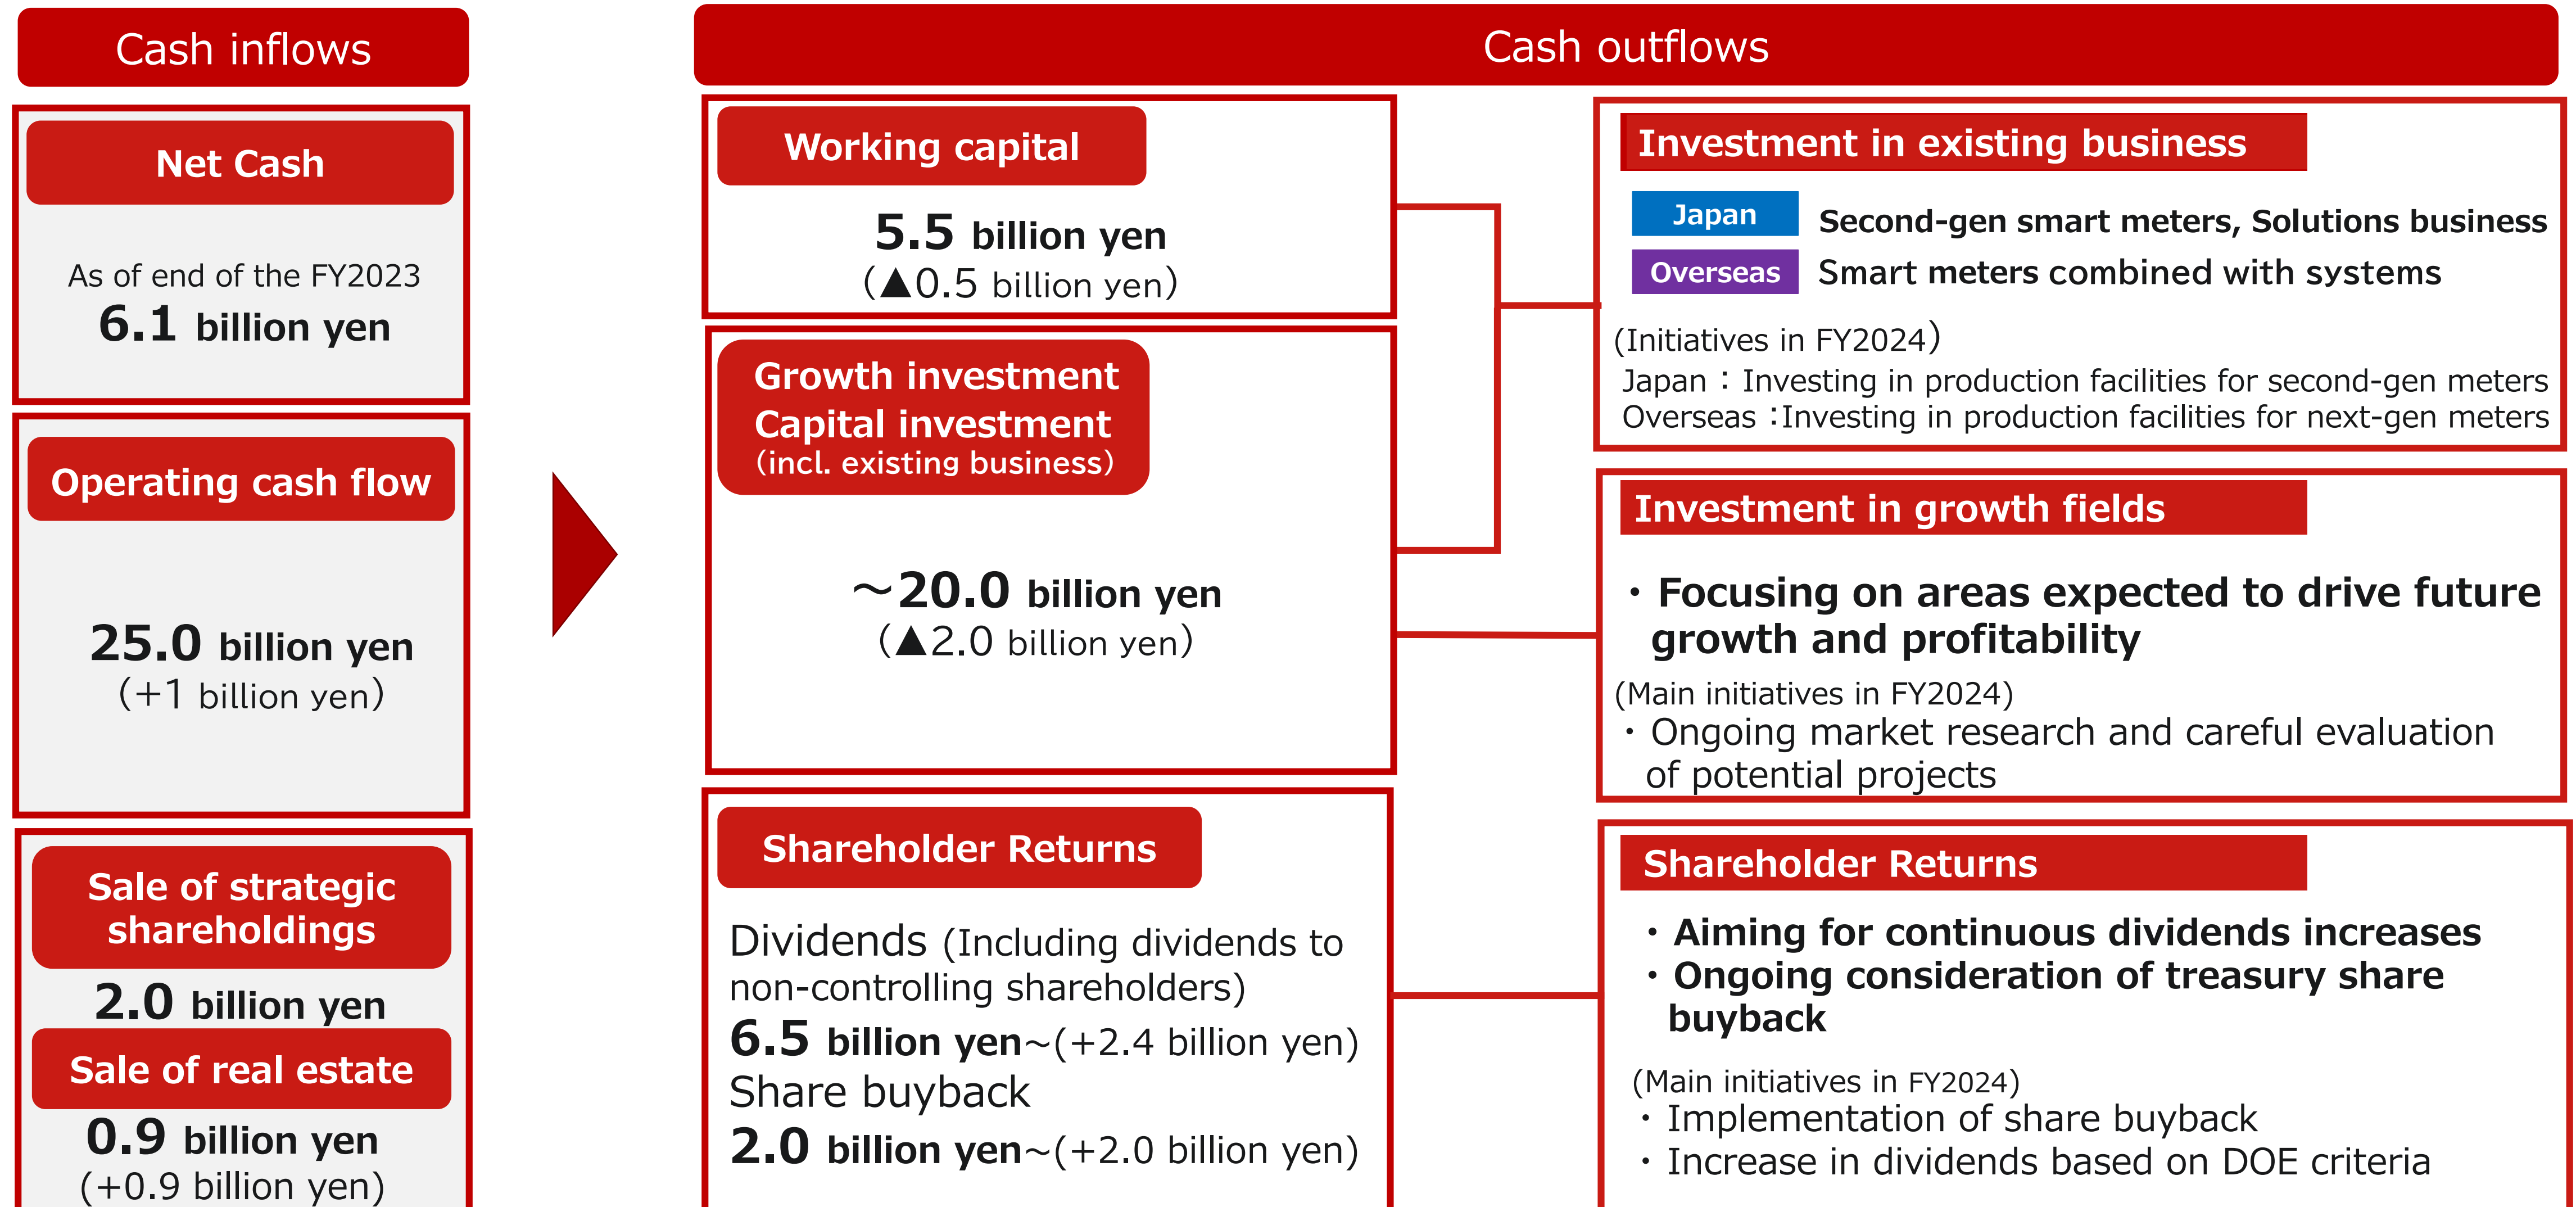 Cash inflows
Net Cash
As of end of the FY2023
6.1 billion yen
Operating cash flow
25.0 billion yen
(+1 billion yen)
Sale of strategic
shareholdings
2.0 billion yen
Sale of real estate
0.9 billion yen
(+0.9 billion yen)
Cash outflows
Working capital
5.5 billion yen
(▲0.5 billion yen)
Growth investment
Capital investment
(incl. existing business)
～20.0 billion yen
(▲2.0 billion yen)
Shareholder Returns
Dividends (Including dividends to
non-controlling shareholders)
6.5 billion yen~(+2.4 billion yen)
Share buyback
2.0 billion yen~(+2.0 billion yen)
Investment in existing business
Japan Second-gen smart meters, Solutions business
Overseas Smart meters combined with systems
(Initiatives in FY2024)
Japan：Investing in production facilities for second-gen meters
Overseas：Investing in production facilities for next-gen meters
Investment in growth fields
・Focusing on areas expected to drive future
growth and profitability
(Main initiatives in FY2024)
・Ongoing market research and careful evaluation
of potential projects
Shareholder Returns
・Aiming for continuous dividends increases
・Ongoing consideration of treasury share
buyback
(Main initiatives in FY2024)
・Implementation of share buyback
・Increase in dividends based on DOE criteria